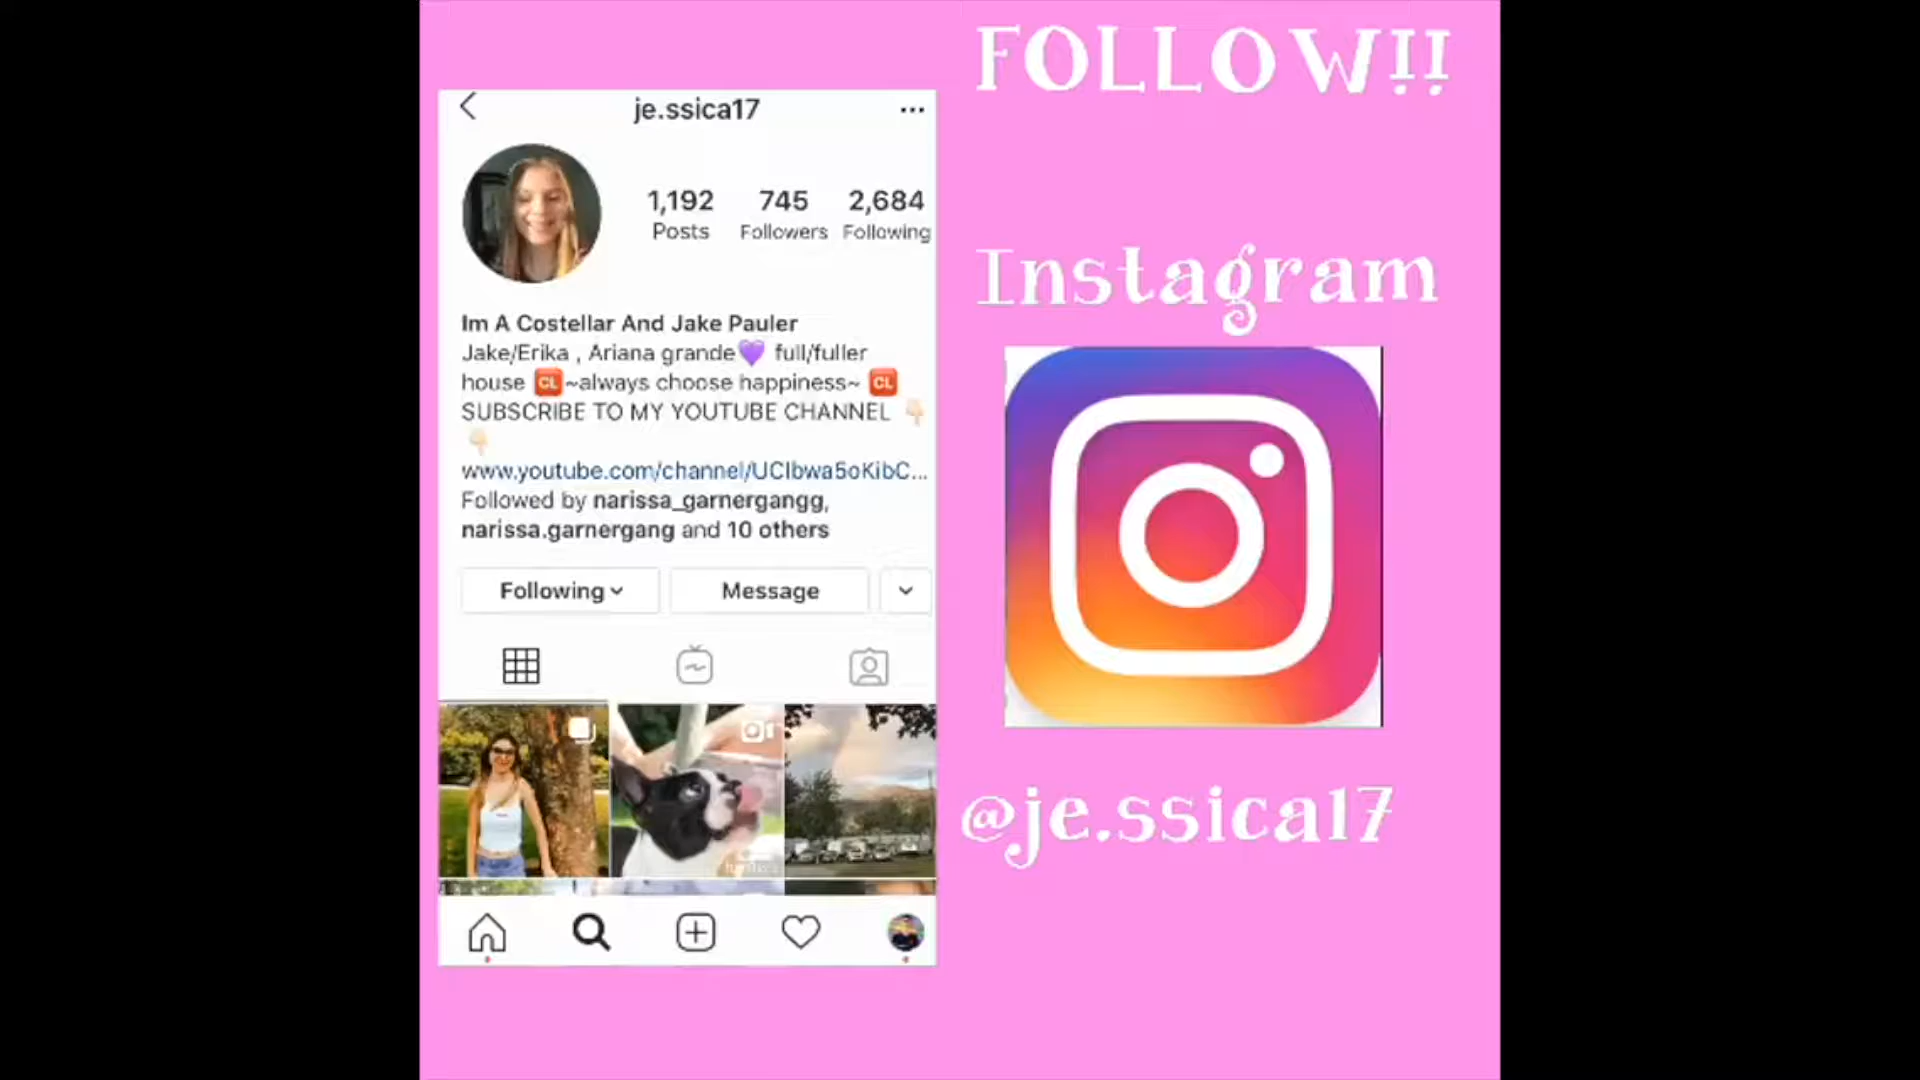 FOLLOW!!
je.ssica17
1,192 745 2,684
Posts Followers Following
Im A Costellar And Jake Pauler
Jake/Erika , Ariana grande💜 full/fuller
house 🆑~always choose happiness~ 🆑
SUBSCRIBE TO MY YOUTUBE CHANNEL 👇🏻
👇🏻
www.youtube.com/channel/UCIbwa5oKibC...
Followed by narissa_garnergangg,
narissa.garnergang and 10 others
Following Message
Instagram
@je.ssica17